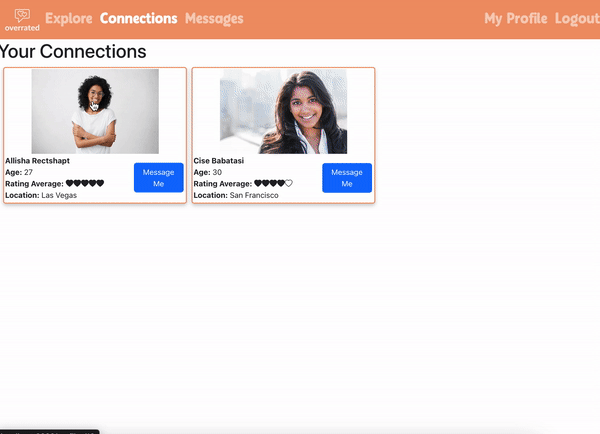 overrated Explore Connections Messages My Profile Logout
Your Connections
Allisha Rectshapt
Age: 27
Rating Average:
Location: Las Vegas
Message
Me
Cise Babatasi
Age: 30
Rating Average:
Location: San Francisco
Message
Me